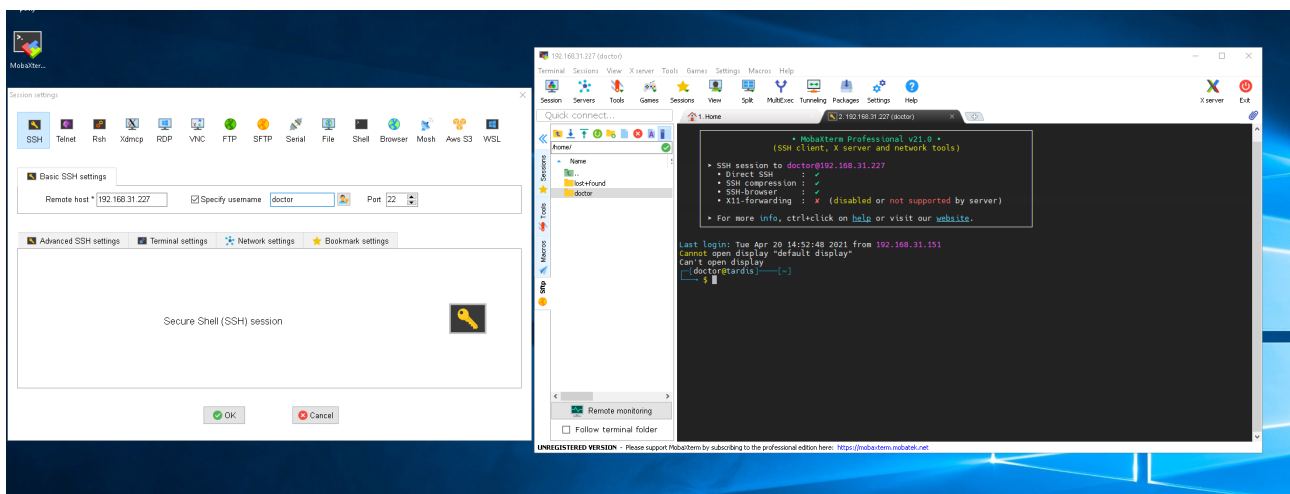 MobaXter...
Session settings
SSH Telnet Rsh Xdmcp RDP VNC FTP SFTP Serial File Shell Browser Mosh Aws S3 WSL
Basic SSH settings
Remote host * 192.168.31.227 Specify username doctor Port 22
Advanced SSH settings Terminal settings Network settings Bookmark settings
Secure Shell (SSH) session
OK Cancel
192.168.31.227 (doctor)
Terminal Sessions View X server Tools Games Settings Macros Help
Session Servers Tools Games Sessions View Split MultiExec Tunneling Packages Settings Help X server Exit
Quick connect...
1. Home
2. 192.168.31.227 (doctor)
/home/
Name
..
lost+found
doctor
Sessions
Tools
Macros
Sftp
Remote monitoring
Follow terminal folder
• MobaXterm Professional v21.0 •
(SSH client, X server and network tools)
➤ SSH session to doctor@192.168.31.227
• Direct SSH : ✔
• SSH compression : ✔
• SSH-browser : ✔
• X11-forwarding : ✘ (disabled or not supported by server)
➤ For more info, ctrl+click on help or visit our website.
Last login: Tue Apr 20 14:52:48 2021 from 192.168.31.151
Cannot open display "default display"
Can't open display
┌─[doctor@tardis]────[~]
└──╼ $
UNREGISTERED VERSION - Please support MobaXterm by subscribing to the professional edition here: https://mobaxterm.mobatek.net